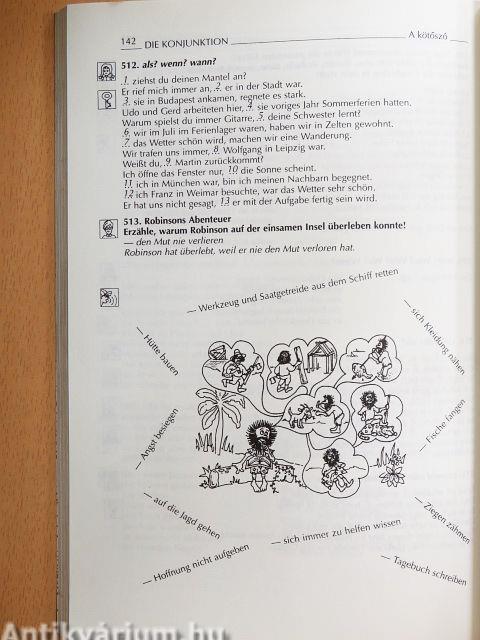 142 DIE KONJUNKTION A kötőszó
512. als? wenn? wann?
.1. ziehst du deinen Mantel an?
Er rief mich immer an, .2. er in der Stadt war.
.3. sie in Budapest ankamen, regnete es stark.
Udo und Gerd arbeiteten hier, .4. sie voriges Jahr Sommerferien hatten.
Warum spielst du immer Gitarre, .5. deine Schwester lernt?
.6. wir im Juli im Ferienlager waren, haben wir in Zelten gewohnt.
.7. das Wetter schön wird, machen wir eine Wanderung.
Wir trafen uns immer, .8. Wolfgang in Leipzig war.
Weißt du, .9. Martin zurückkommt?
Ich öffne das Fenster nur, 10 die Sonne scheint.
11 ich in München war, bin ich meinen Nachbarn begegnet.
12 ich Franz in Weimar besuchte, war das Wetter sehr schön.
Er hat uns nicht gesagt, 13 er mit der Aufgabe fertig sein wird.
513. Robinsons Abenteuer
Erzähle, warum Robinson auf der einsamen Insel überleben konnte!
— den Mut nie verlieren
Robinson hat überlebt, weil er nie den Mut verloren hat.
— Werkzeug und Saatgetreide aus dem Schiff retten
— sich Kleidung nähen
— Hütte bauen
— Fische fangen
— Angst besiegen
— auf die Jagd gehen
— Ziegen zähmen
— sich immer zu helfen wissen
— Hoffnung nicht aufgeben
— Tagebuch schreiben
Antikvárium.hu